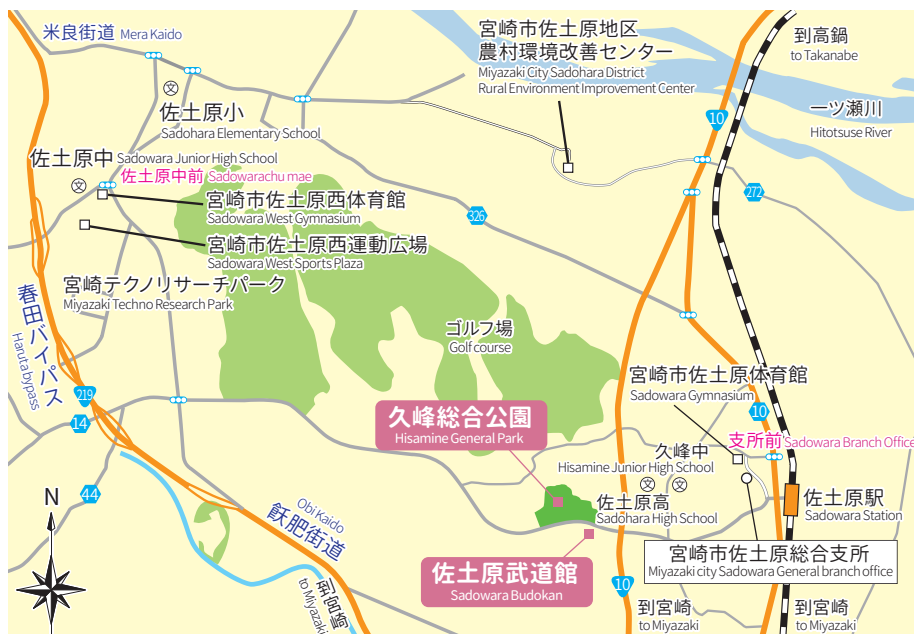 米良街道 Mera Kaido
宮崎市佐土原地区
農村環境改善センター
Miyazaki City Sadohara District
Rural Environment Improvement Center
到高鍋
to Takanabe
10
一ツ瀬川
Hitotsuse River
文
佐土原小
Sadohara Elementary School
佐土原中 Sadowara Junior High School
佐土原中前 Sadowarachu mae
文
272
宮崎市佐土原西体育館
Sadowara West Gymnasium
326
宮崎市佐土原西運動広場
Sadowara West Sports Plaza
宮崎テクノリサーチパーク
Miyazaki Techno Research Park
春田バイパス
Haruta bypass
ゴルフ場
Golf course
宮崎市佐土原体育館
Sadowara Gymnasium
219
14
10
久峰総合公園
Hisamine General Park
支所前 Sadowara Branch Office
久峰中
Hisamine Junior High School
文
文
44
N
Obi Kaido
飫肥街道
佐土原高
Sadohara High School
佐土原駅
Sadowara Station
宮崎市佐土原総合支所
Miyazaki city Sadowara General branch office
佐土原武道館
Sadowara Budokan
10
到宮崎
to Miyazaki
到宮崎
to Miyazaki
到宮崎
to Miyazaki